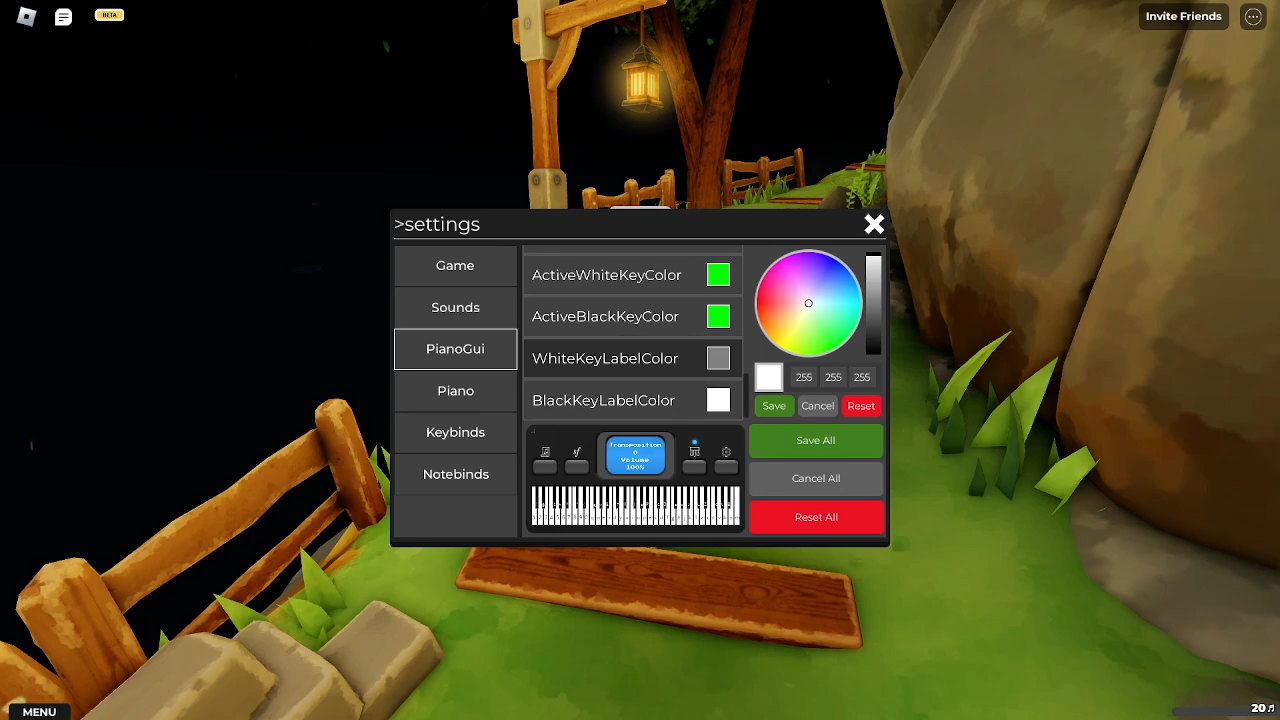 BETA
Invite Friends
>settings
Game
Sounds
PianoGui
Piano
Keybinds
Notebinds
ActiveWhiteKeyColor
ActiveBlackKeyColor
WhiteKeyLabelColor
BlackKeyLabelColor
255 255 255
Save Cancel Reset
Save All
Cancel All
Reset All
Transposition
0
Volume
100%
MENU
20